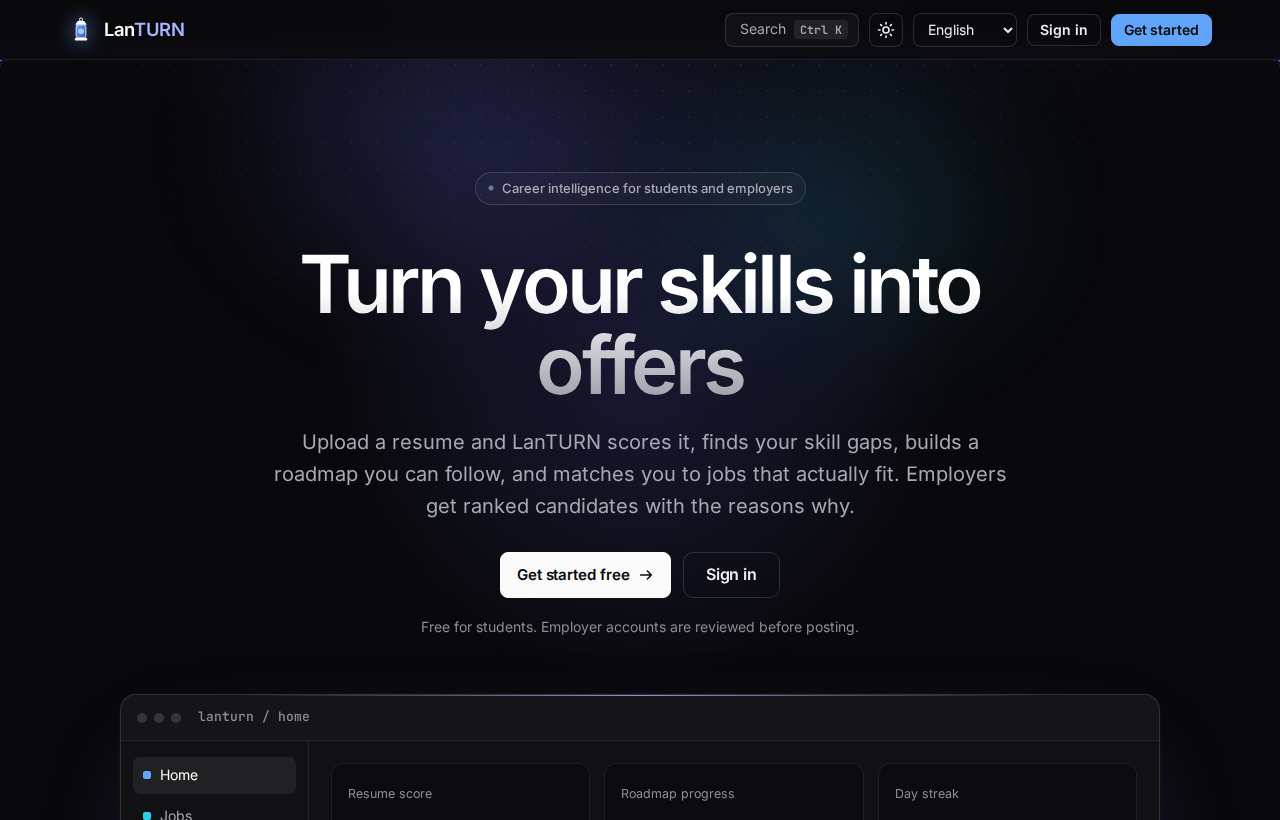 LanTURN
Search Ctrl K
English
Sign in
Get started
Career intelligence for students and employers
Turn your skills into
offers
Upload a resume and LanTURN scores it, finds your skill gaps, builds a
roadmap you can follow, and matches you to jobs that actually fit. Employers
get ranked candidates with the reasons why.
Get started free →
Sign in
Free for students. Employer accounts are reviewed before posting.
lanturn / home
Home
Jobs
Resume score
Roadmap progress
Day streak